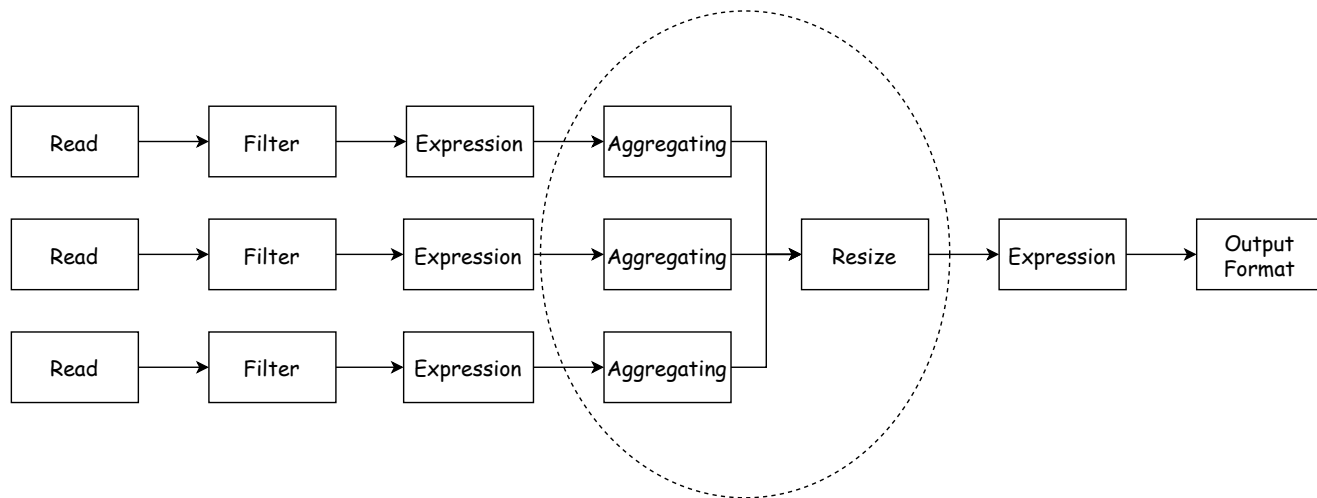 Read
Filter
Expression
Aggregating
Read
Filter
Expression
Aggregating
Resize
Expression
Output
Format
Read
Filter
Expression
Aggregating